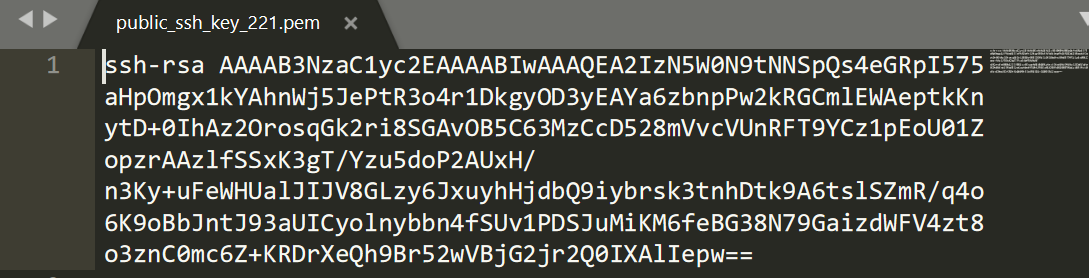 public_ssh_key_221.pem
1
ssh-rsa AAAAB3NzaC1yc2EAAAABIwAAAQEA2IzN5W0N9tNNSpQs4eGRpI575
aHpOmgx1kYAhnWj5JePtR3o4r1DkgyOD3yEAYa6zbnpPw2kRGCmlEWAeptkKn
ytD+0IhAz2OrosqGk2ri8SGAvOB5C63MzCcD528mVvcVUnRFT9YCz1pEoU01Z
opzrAAzlfSSxK3gT/Yzu5doP2AUxH/
n3Ky+uFeWHUalJIJV8GLzy6JxuyhHjdbQ9iybrsk3tnhDtk9A6tslSZmR/q4o
6K9oBbJntJ93aUICyolnybbn4fSUv1PDSJuMiKM6feBG38N79GaizdWFV4zt8
o3znC0mc6Z+KRDrXeQh9Br52wVBjG2jr2Q0IXAlIepw==